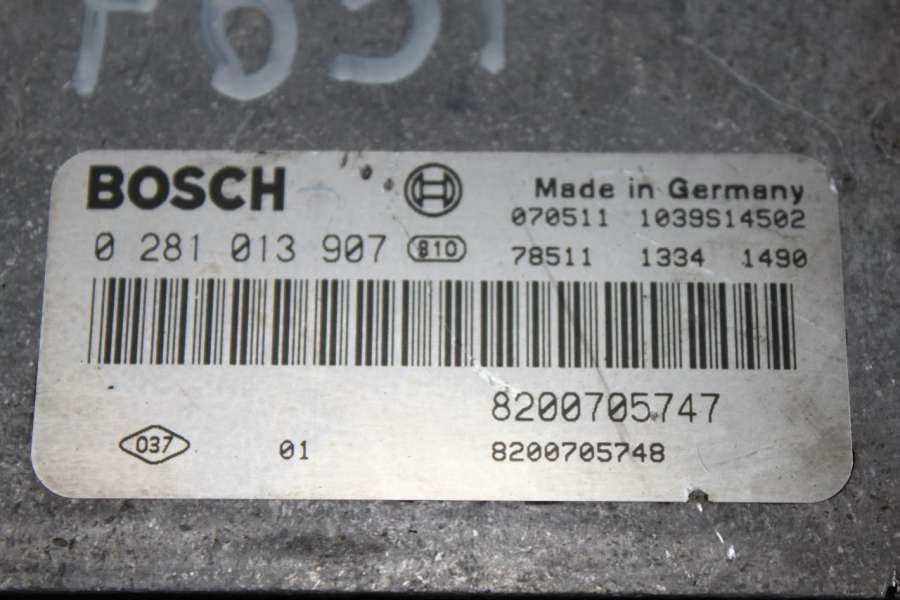 BOSCH
Made in Germany
070511 1039S14502
0 281 013 907 810
78511 1334 1490
8200705747
037 01 8200705748